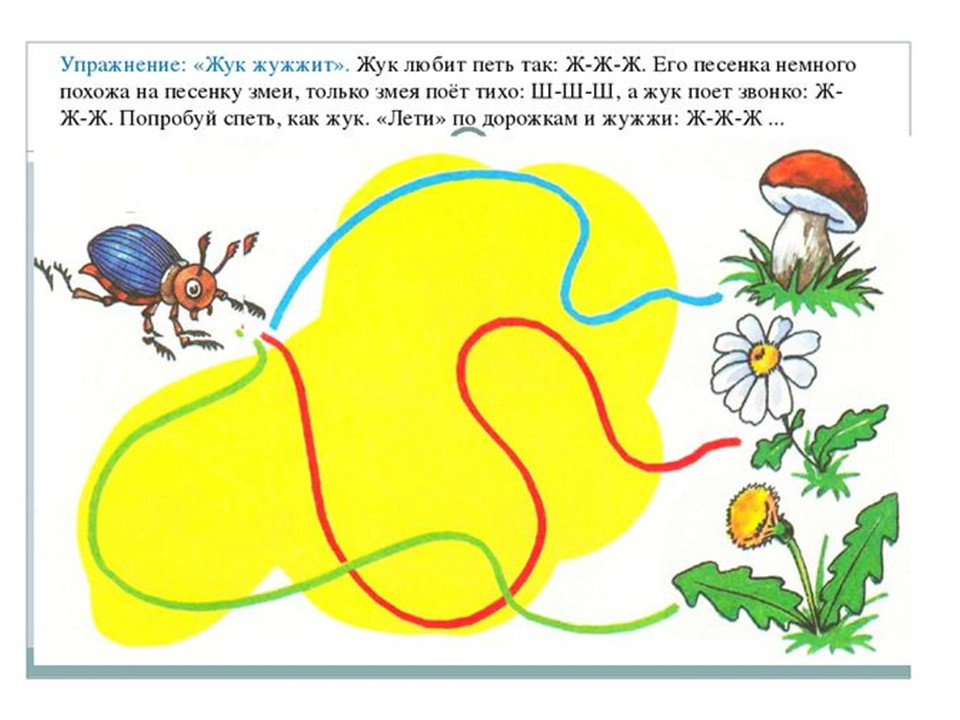 Упражнение: «Жук жужжит». Жук любит петь так: Ж-Ж-Ж. Его песенка немного
похожа на песенку змеи, только змея поёт тихо: Ш-Ш-Ш, а жук поет звонко: Ж-
Ж-Ж. Попробуй спеть, как жук. «Лети» по дорожкам и жужжи: Ж-Ж-Ж ...